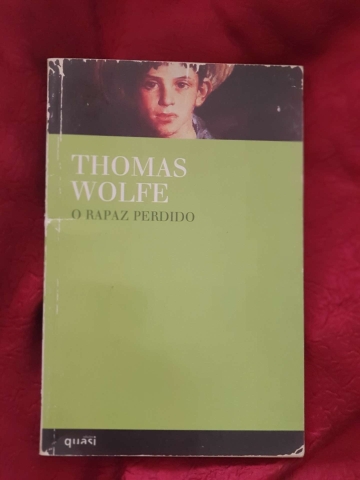 THOMAS
WOLFE
O RAPAZ PERDIDO
quasi